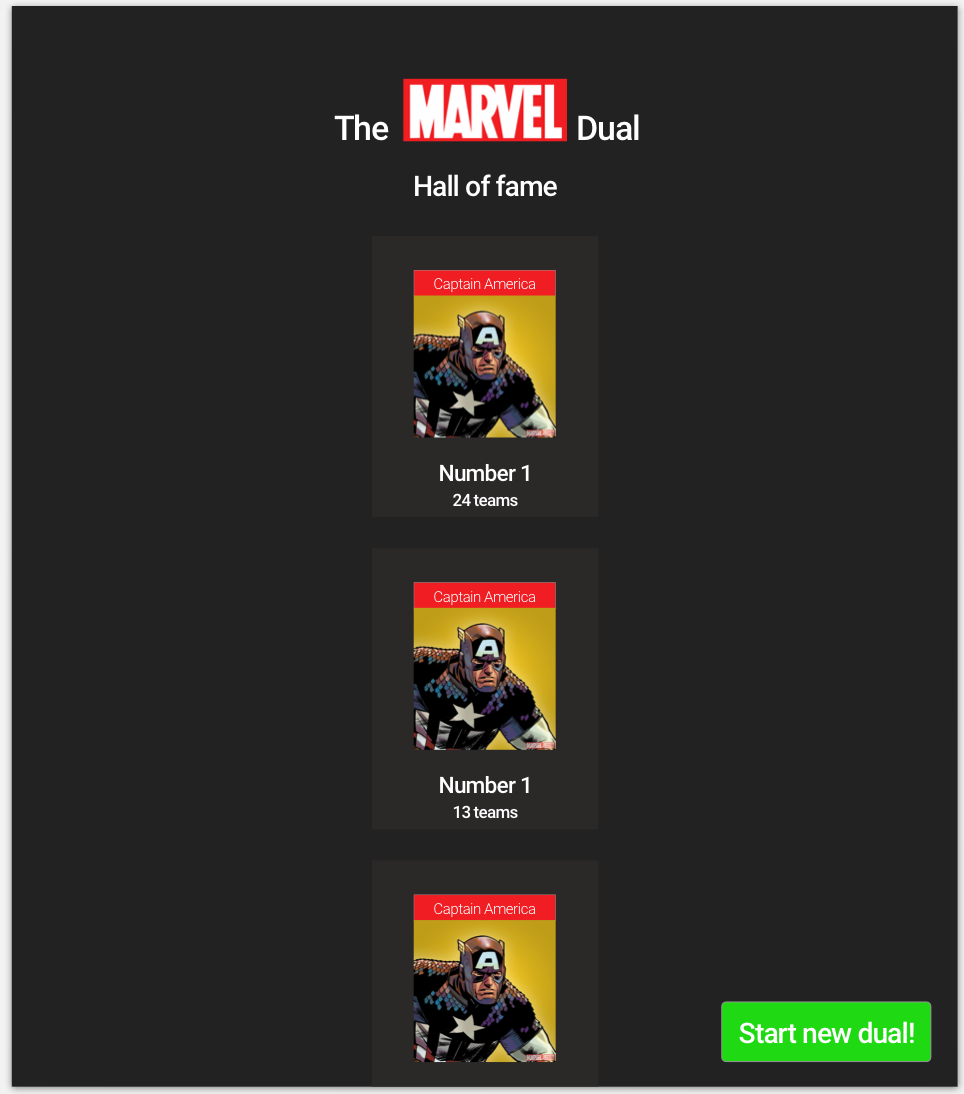 The MARVEL Dual
Hall of fame
Captain America
Number 1
24 teams
Captain America
Number 1
13 teams
Captain America
Start new dual!